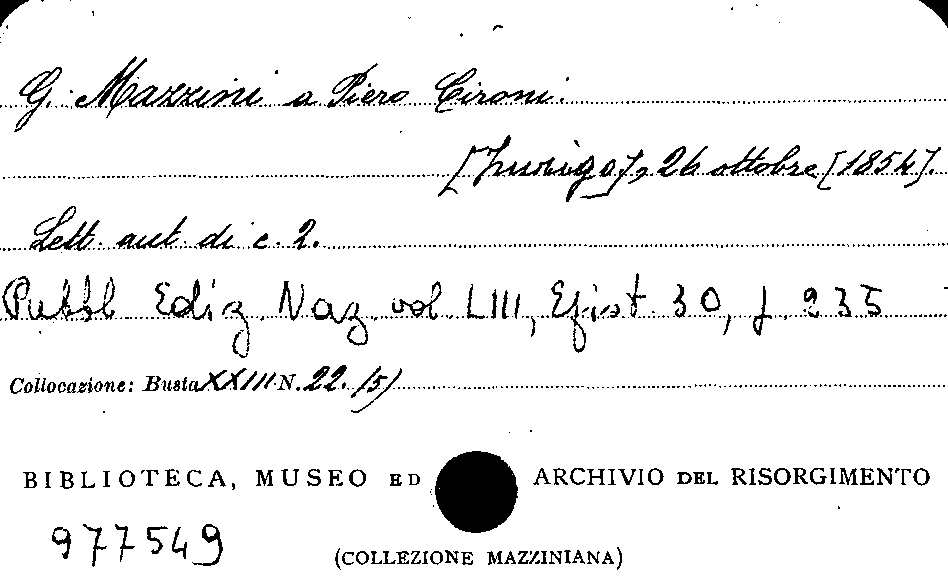 G. Mazzini a Piero Cironi.
[Zurigo], 26 ottobre [1854].
Lett. aut. di c. 2.
Pubbl Ediz. Naz. vol. LIII, Epist. 30, p. 235
Collocazione: Busta XXIII N. 22. (5)
BIBLIOTECA, MUSEO ED ARCHIVIO DEL RISORGIMENTO
977549
(COLLEZIONE MAZZINIANA)